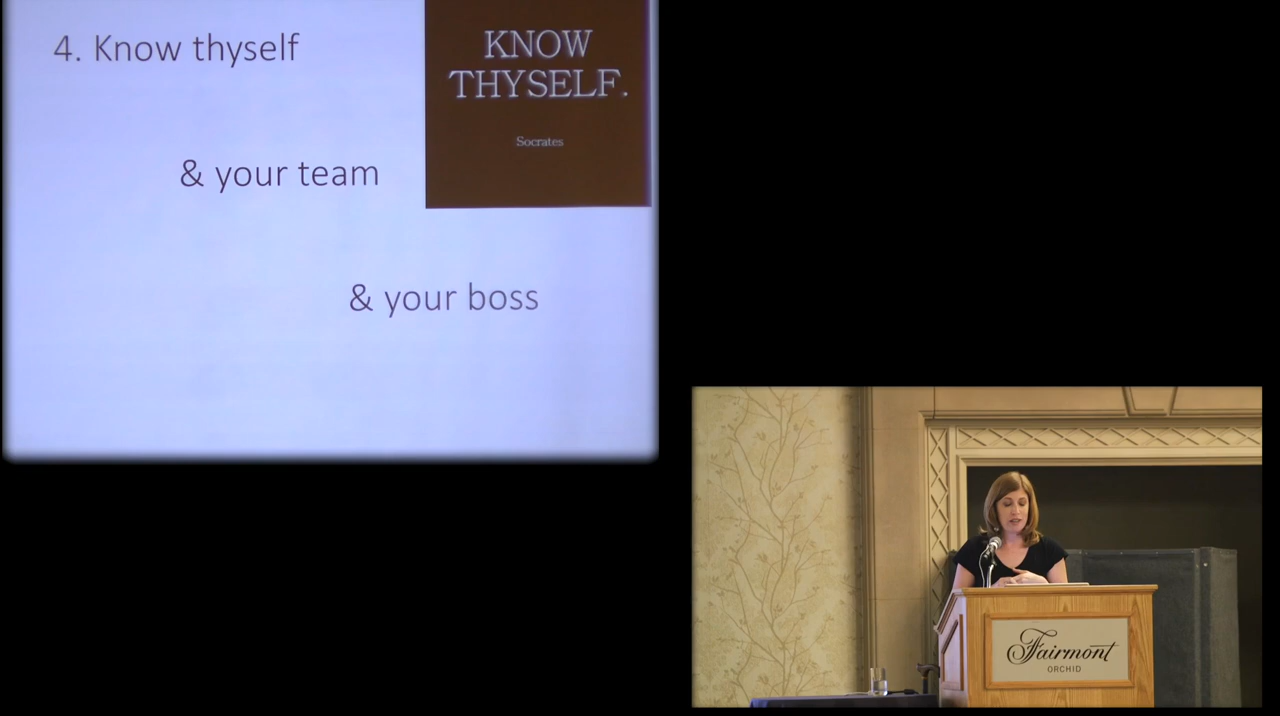 4. Know thyself
KNOW
THYSELF.
Socrates
& your team
& your boss
Fairmont
ORCHID